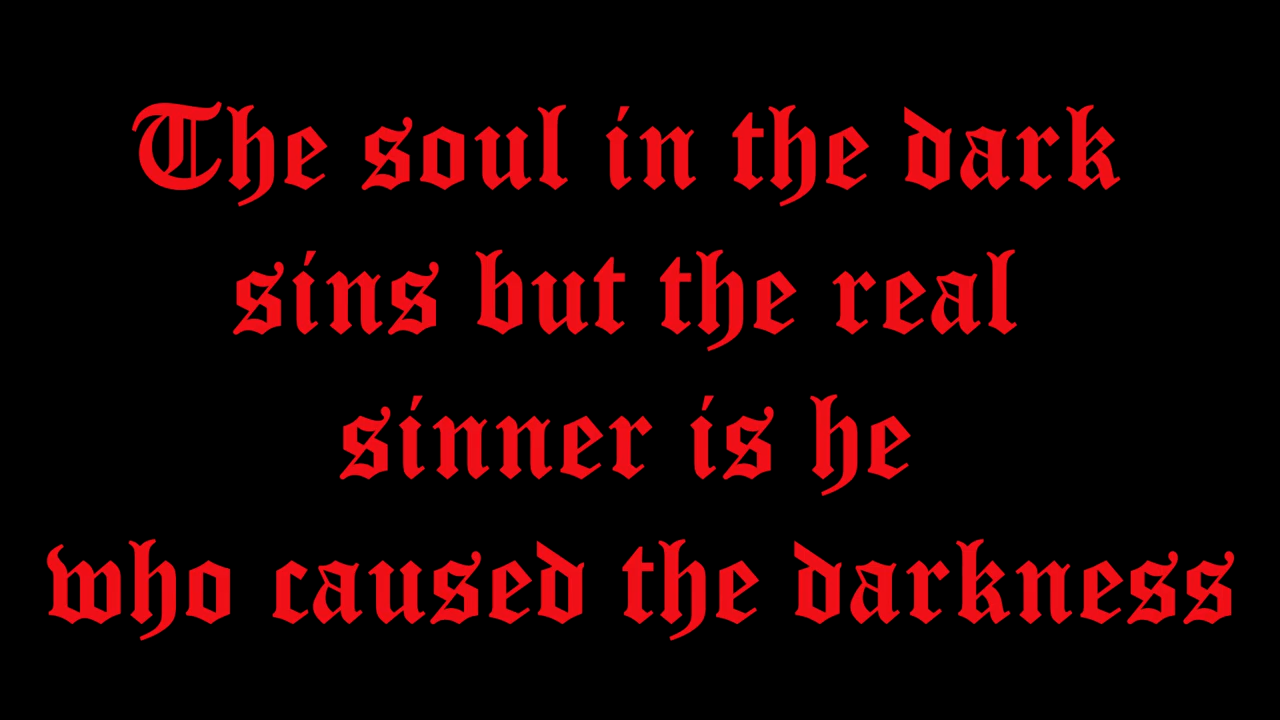 The soul in the dark
sins but the real
sinner is he
who caused the darkness